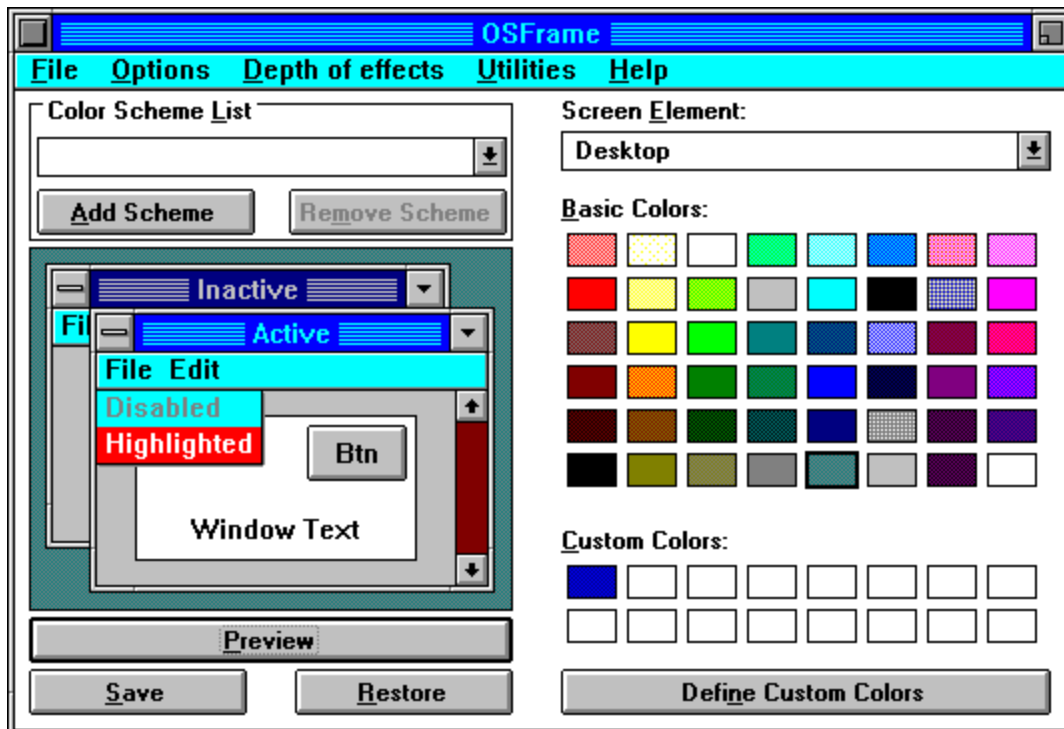 OSFrame
File Options Depth of effects Utilities Help
Color Scheme List
Add Scheme Remove Scheme
Inactive
Fi
Active
File Edit
Disabled
Highlighted
Btn
Window Text
Preview
Save Restore
Screen Element:
Desktop
Basic Colors:
Custom Colors:
Define Custom Colors